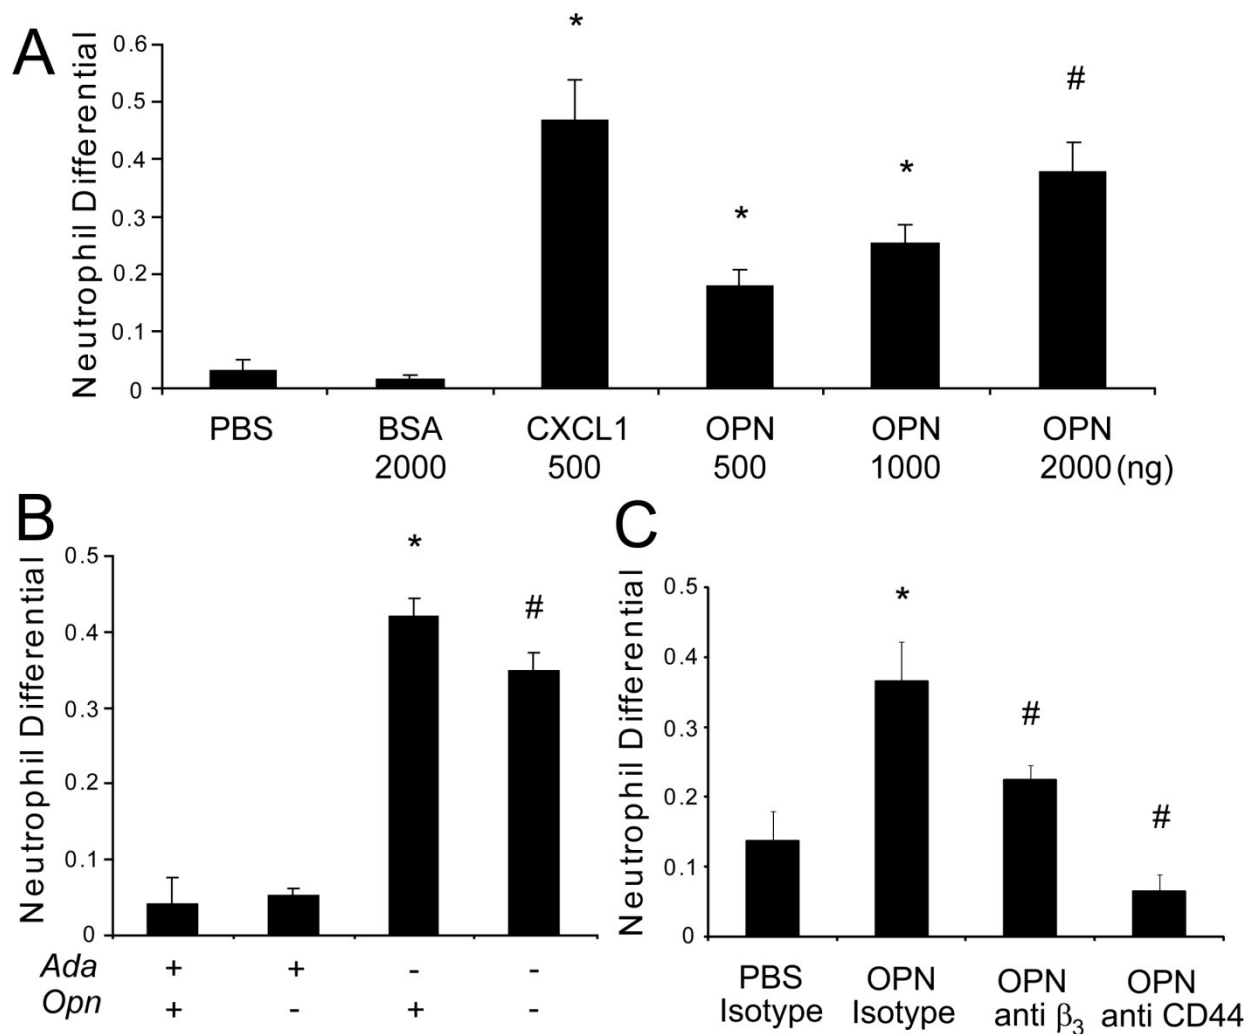 A
Neutrophil Differential
0.6
0.5
0.4
0.3
0.2
0.1
0
*
*
*
#
PBS BSA CXCL1 OPN OPN OPN
2000 500 500 1000 2000 (ng)
B
Neutrophil Differential
0.5
0.4
0.3
0.2
0.1
0
*
#
Ada + + - -
Opn + - + -
C
Neutrophil Differential
0.5
0.4
0.3
0.2
0.1
0
*
#
#
PBS OPN OPN OPN
Isotype Isotype anti β₃ anti CD44